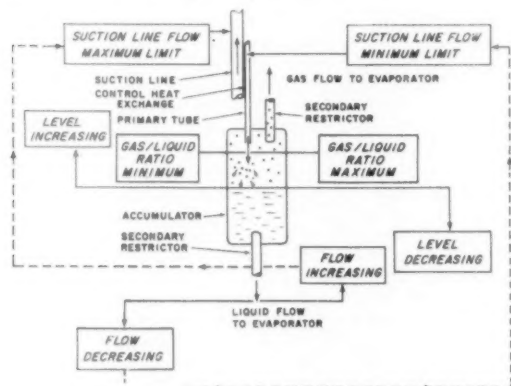 SUCTION LINE FLOW
MAXIMUM LIMIT
SUCTION LINE FLOW
MINIMUM LIMIT
SUCTION LINE
CONTROL HEAT
EXCHANGE
PRIMARY TUBE
GAS FLOW TO EVAPORATOR
SECONDARY
RESTRICTOR
LEVEL
INCREASING
GAS/LIQUID
RATIO
MINIMUM
GAS/LIQUID
RATIO
MAXIMUM
ACCUMULATOR
SECONDARY
RESTRICTOR
FLOW
INCREASING
LEVEL
DECREASING
LIQUID FLOW
TO EVAPORATOR
FLOW
DECREASING